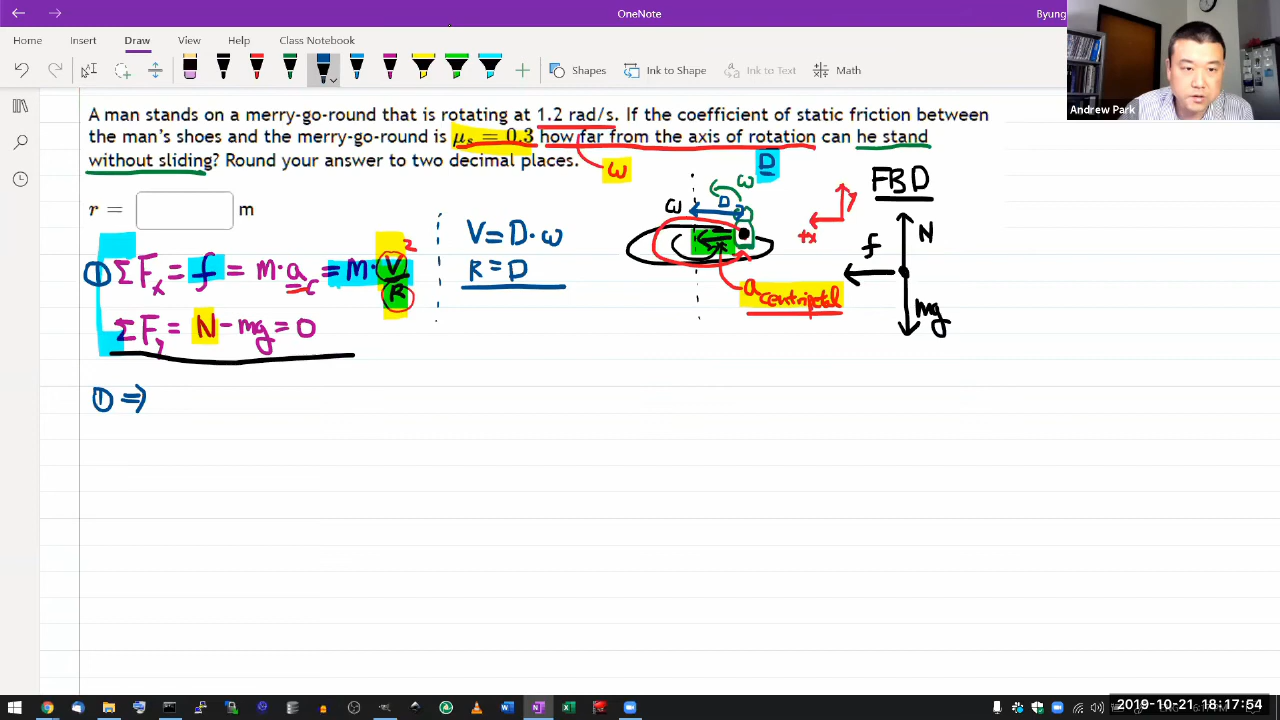 OneNote
Byung
Home Insert Draw View Help Class Notebook
Shapes Ink to Shape Ink to Text Math
A man stands on a merry-go-round that is rotating at 1.2 rad/s. If the coefficient of static friction between
the man's shoes and the merry-go-round is μs = 0.3 how far from the axis of rotation can he stand
without sliding? Round your answer to two decimal places.
ω
D
FBD
r = m
ω D ω
y
+x
f N
mg
a centripetal
① ΣFx = f = m·ac = m·V²/R
ΣFy = N - mg = 0
V = D·ω
R = D
① ⇒
Andrew Park
2019-10-21 18:17:54